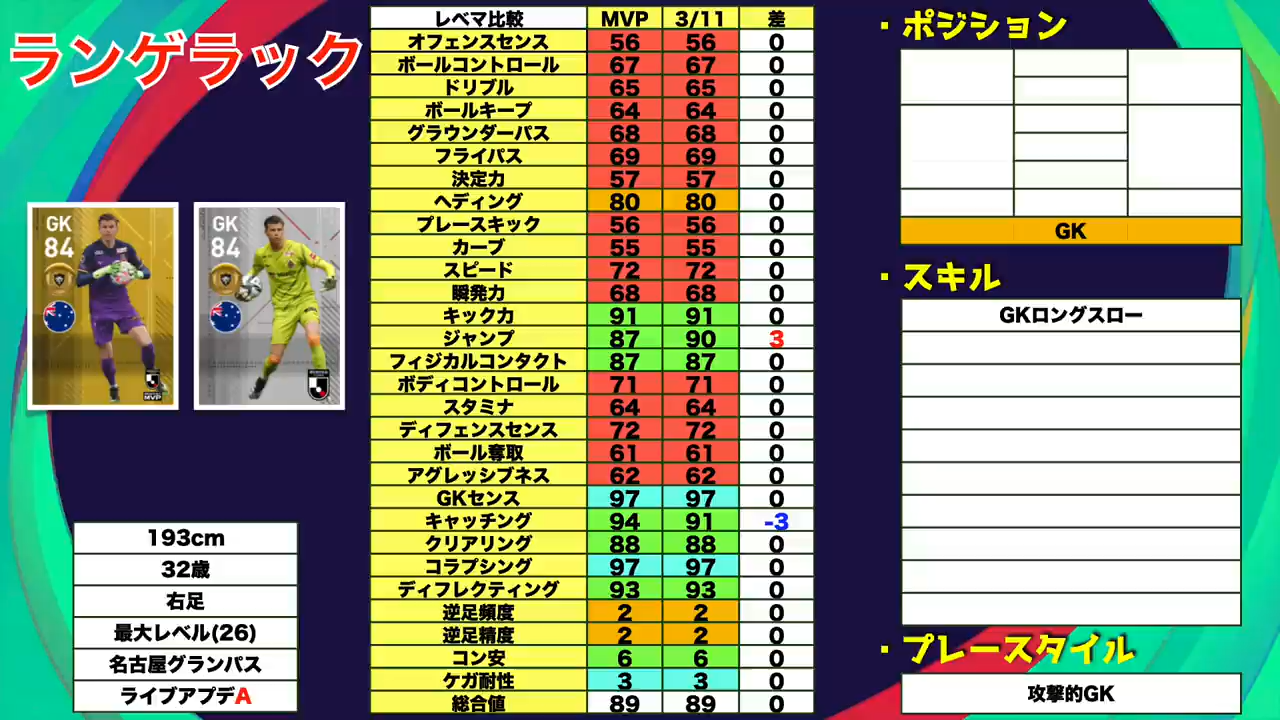 ランゲラック
GK
84
GK
84
MVP
193cm
32歳
右足
最大レベル(26)
名古屋グランパス
ライブアプデA
レベマ比較 MVP 3/11 差
オフェンスセンス 56 56 0
ボールコントロール 67 67 0
ドリブル 65 65 0
ボールキープ 64 64 0
グラウンダーパス 68 68 0
フライパス 69 69 0
決定力 57 57 0
ヘディング 80 80 0
プレースキック 56 56 0
カーブ 55 55 0
スピード 72 72 0
瞬発力 68 68 0
キック力 91 91 0
ジャンプ 87 90 3
フィジカルコンタクト 87 87 0
ボディコントロール 71 71 0
スタミナ 64 64 0
ディフェンスセンス 72 72 0
ボール奪取 61 61 0
アグレッシブネス 62 62 0
GKセンス 97 97 0
キャッチング 94 91 -3
クリアリング 88 88 0
コラプシング 97 97 0
ディフレクティング 93 93 0
逆足頻度 2 2 0
逆足精度 2 2 0
コン安 6 6 0
ケガ耐性 3 3 0
総合値 89 89 0
・ポジション
GK
・スキル
GKロングスロー
・プレースタイル
攻撃的GK